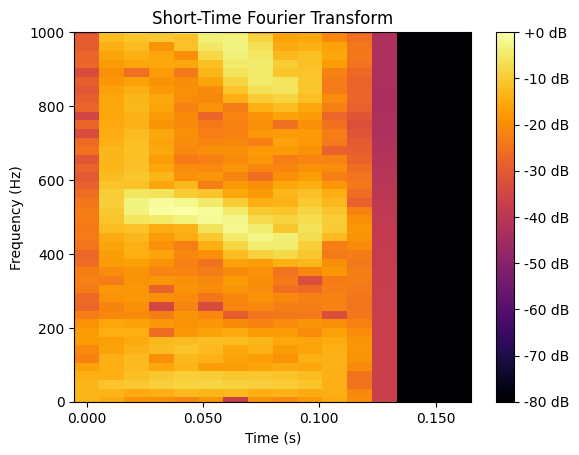 Short-Time Fourier Transform
Frequency (Hz)
1000
800
600
400
200
0
0.000
0.050
0.100
0.150
Time (s)
+0 dB
-10 dB
-20 dB
-30 dB
-40 dB
-50 dB
-60 dB
-70 dB
-80 dB